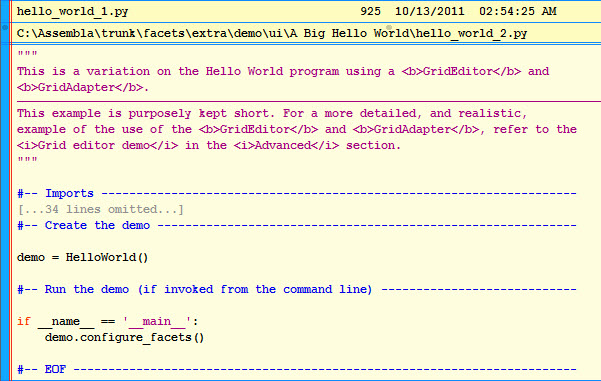 hello_world_1.py 925 10/13/2011 02:54:25 AM
C:\Assembla\trunk\facets\extra\demo\ui\A Big Hello World\hello_world_2.py
"""
This is a variation on the Hello World program using a <b>GridEditor</b> and
<b>GridAdapter</b>.
This example is purposely kept short. For a more detailed, and realistic,
example of the use of the <b>GridEditor</b> and <b>GridAdapter</b>, refer to the
<i>Grid editor demo</i> in the <i>Advanced</i> section.
"""
#-- Imports --------------------------------------------------------------------
[...34 lines omitted...]
#-- Create the demo ------------------------------------------------------------
demo = HelloWorld()
#-- Run the demo (if invoked from the command line) ----------------------------
if __name__ == '__main__':
    demo.configure_facets()
#-- EOF ------------------------------------------------------------------------